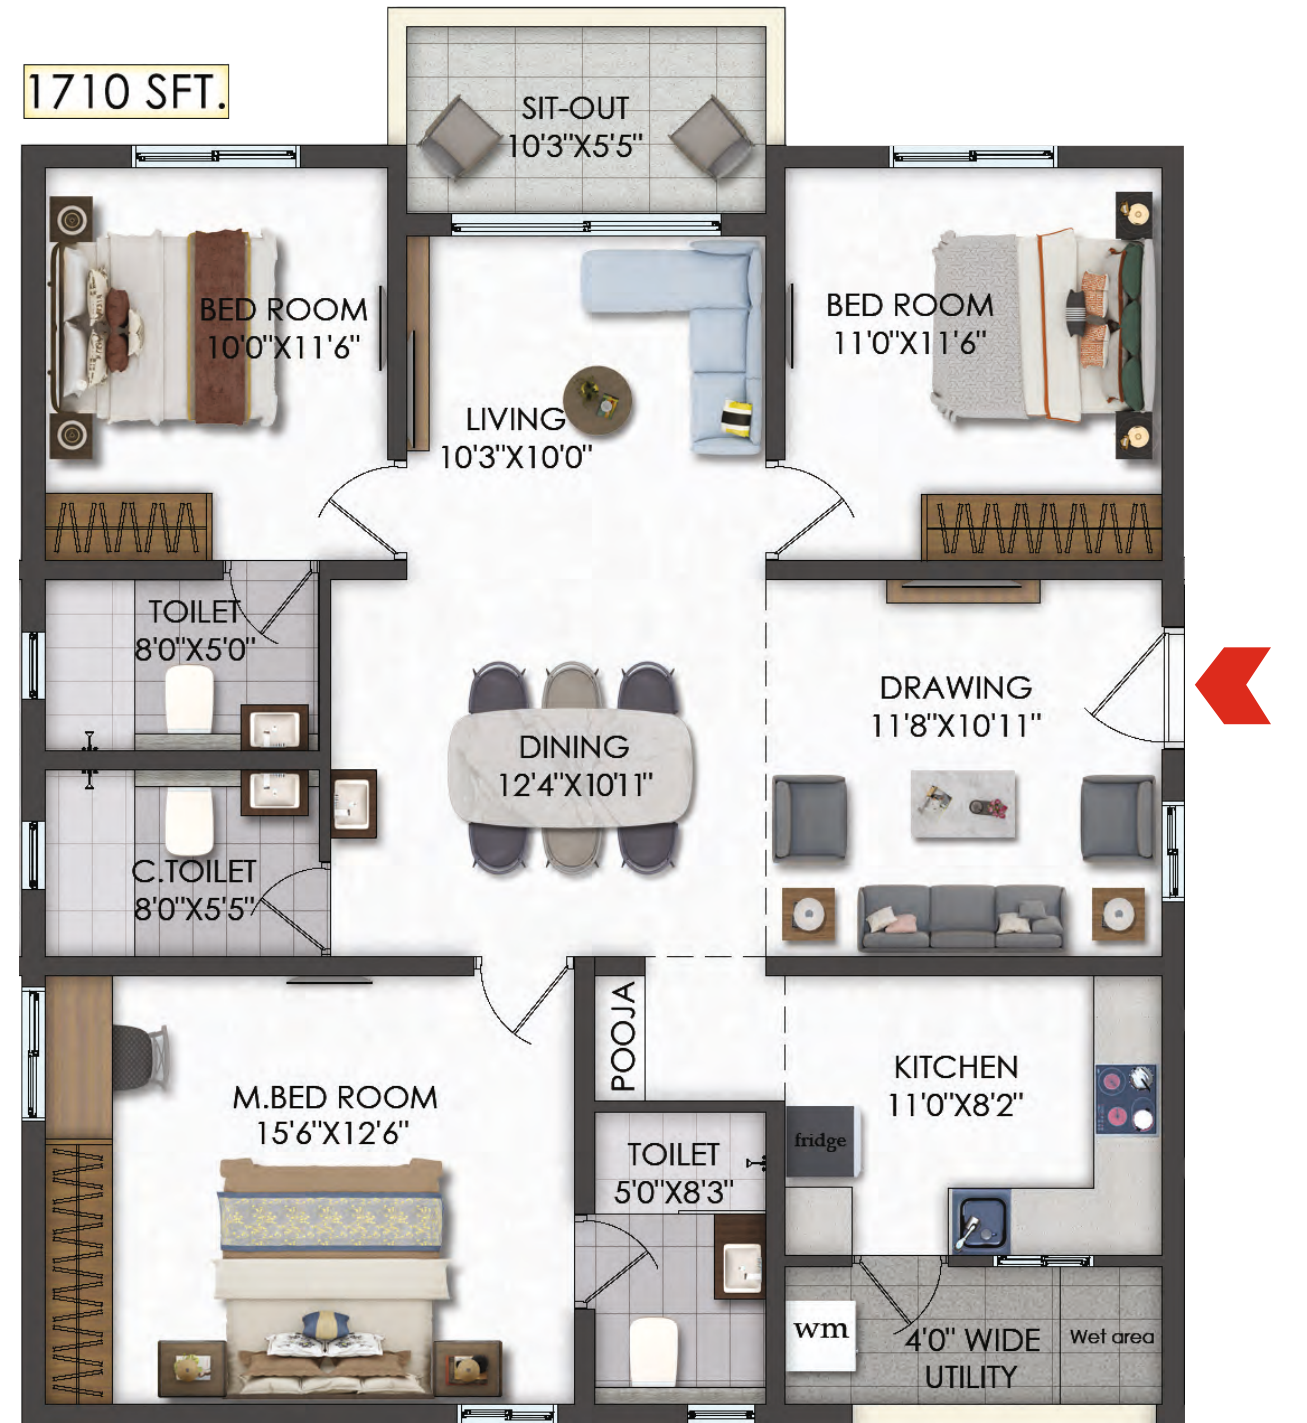 1710 SFT.
SIT-OUT
10'3"X5'5"
BED ROOM
10'0"X11'6"
BED ROOM
11'0"X11'6"
LIVING
10'3"X10'0"
TOILET
8'0"X5'0"
DRAWING
11'8"X10'11"
DINING
12'4"X10'11"
C.TOILET
8'0"X5'5"
POOJA
M.BED ROOM
15'6"X12'6"
KITCHEN
11'0"X8'2"
fridge
TOILET
5'0"X8'3"
wm
4'0" WIDE
UTILITY
Wet area